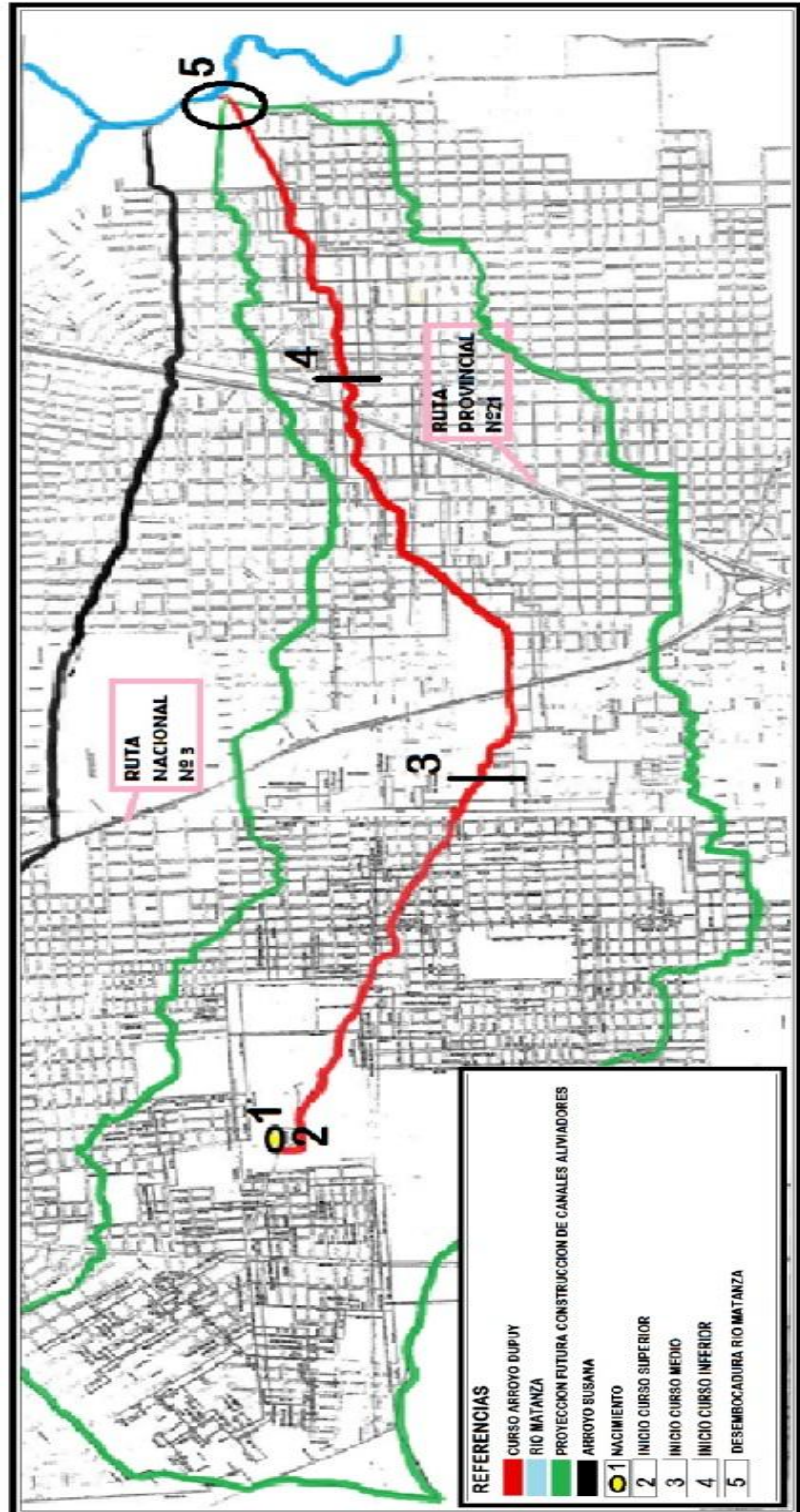 5
4
RUTA
PROVINCIAL
Nº21
RUTA
NACIONAL
Nº 3
3
1
2
REFERENCIAS
CURSO ARROYO DUPUY
RIO MATANZA
PROYECCION FUTURA CONSTRUCCION DE CANALES ALIVIADORES
ARROYO SUSANA
1 NACIMIENTO
2 INICIO CURSO SUPERIOR
3 INICIO CURSO MEDIO
4 INICIO CURSO INFERIOR
5 DESEMBOCADURA RIO MATANZA